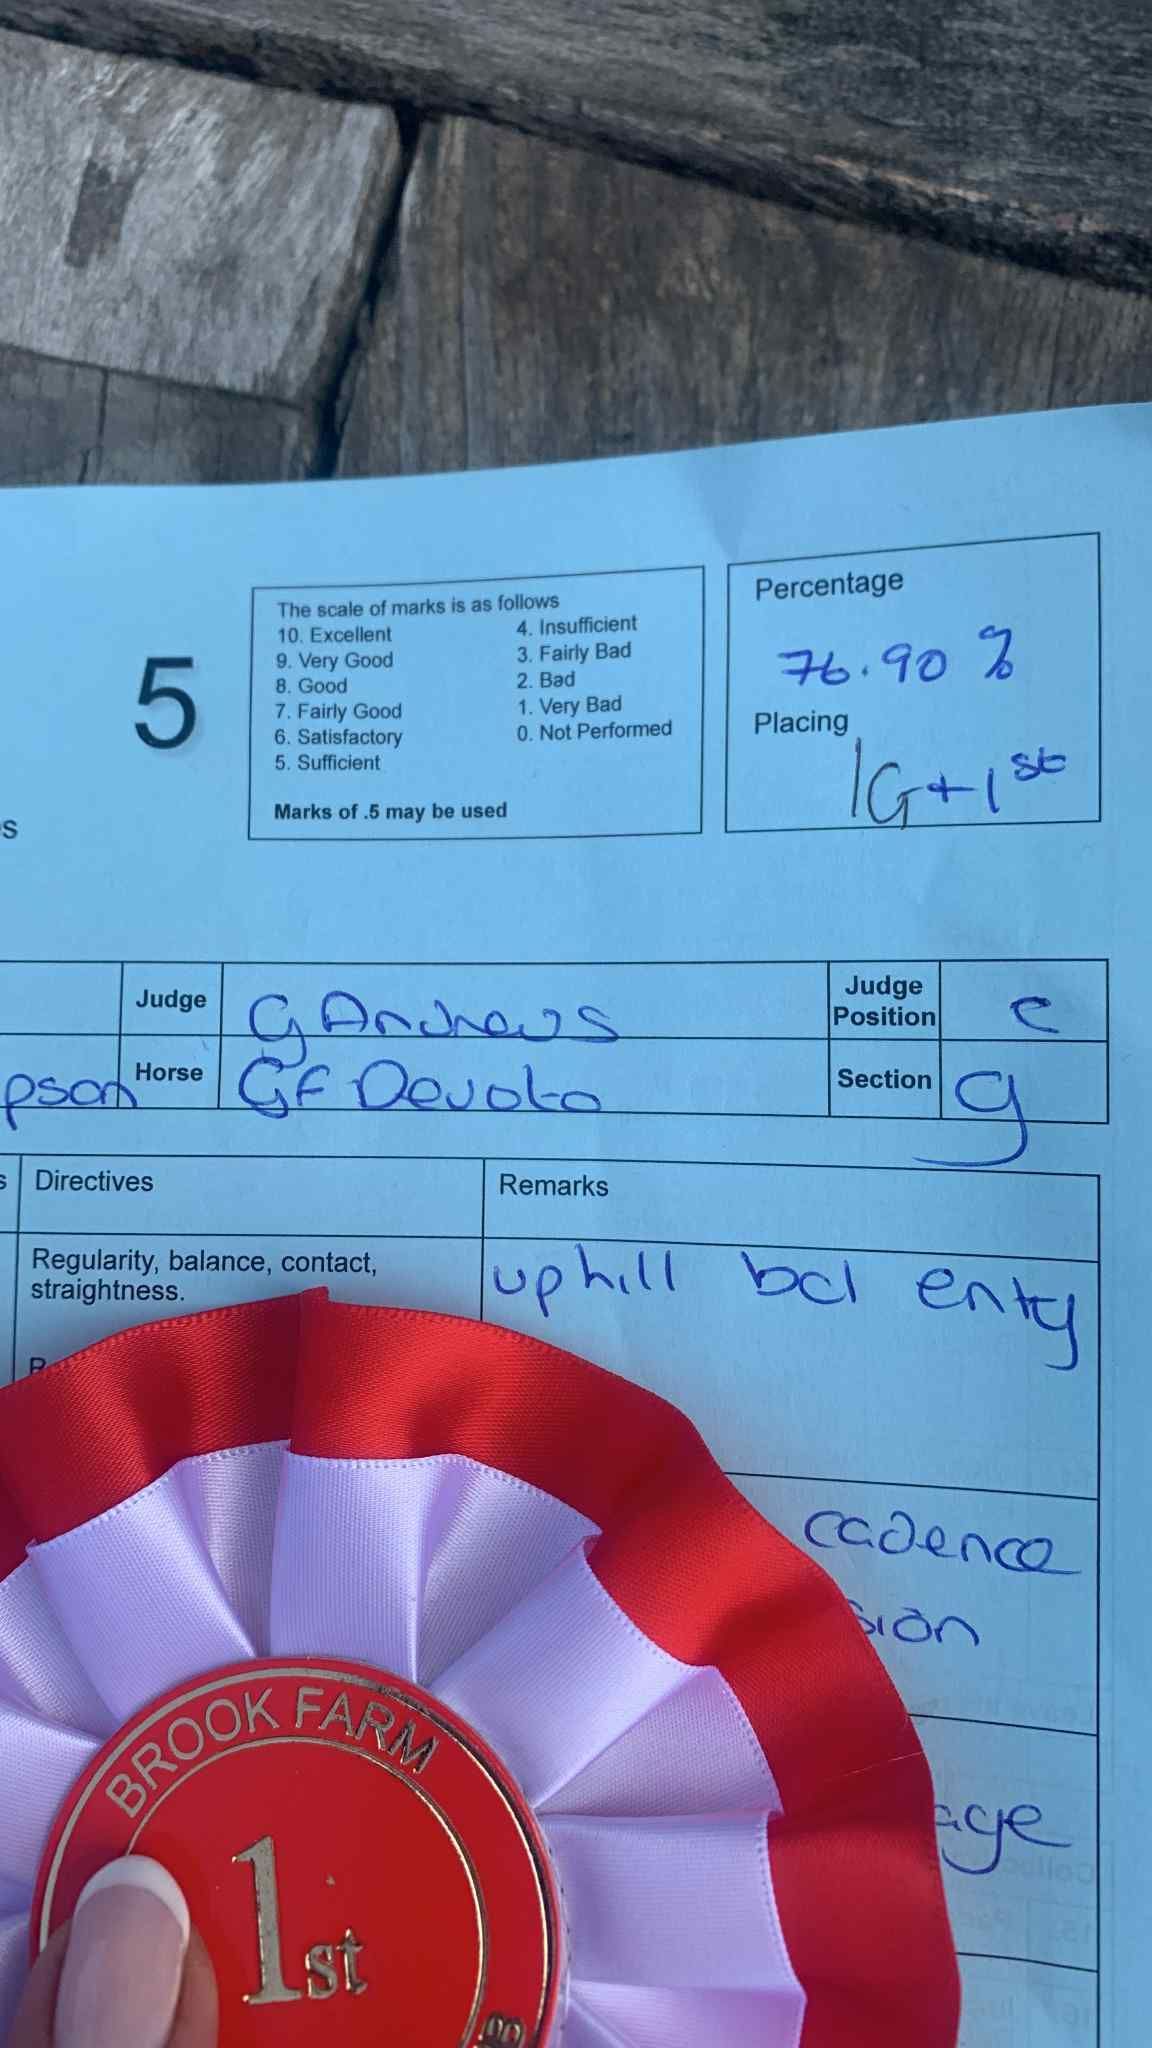 5
The scale of marks is as follows
10. Excellent
9. Very Good
8. Good
7. Fairly Good
6. Satisfactory
5. Sufficient
4. Insufficient
3. Fairly Bad
2. Bad
1. Very Bad
0. Not Performed
Marks of .5 may be used
Percentage
76.90 %
Placing
1G+1st
s
Judge
G Andrews
Judge
Position
C
pson
Horse
GF Devoto
Section
G
s
Directives
Remarks
Regularity, balance, contact,
straightness.
uphill bcl entry
cadence
sion
age
BROOK FARM
1st